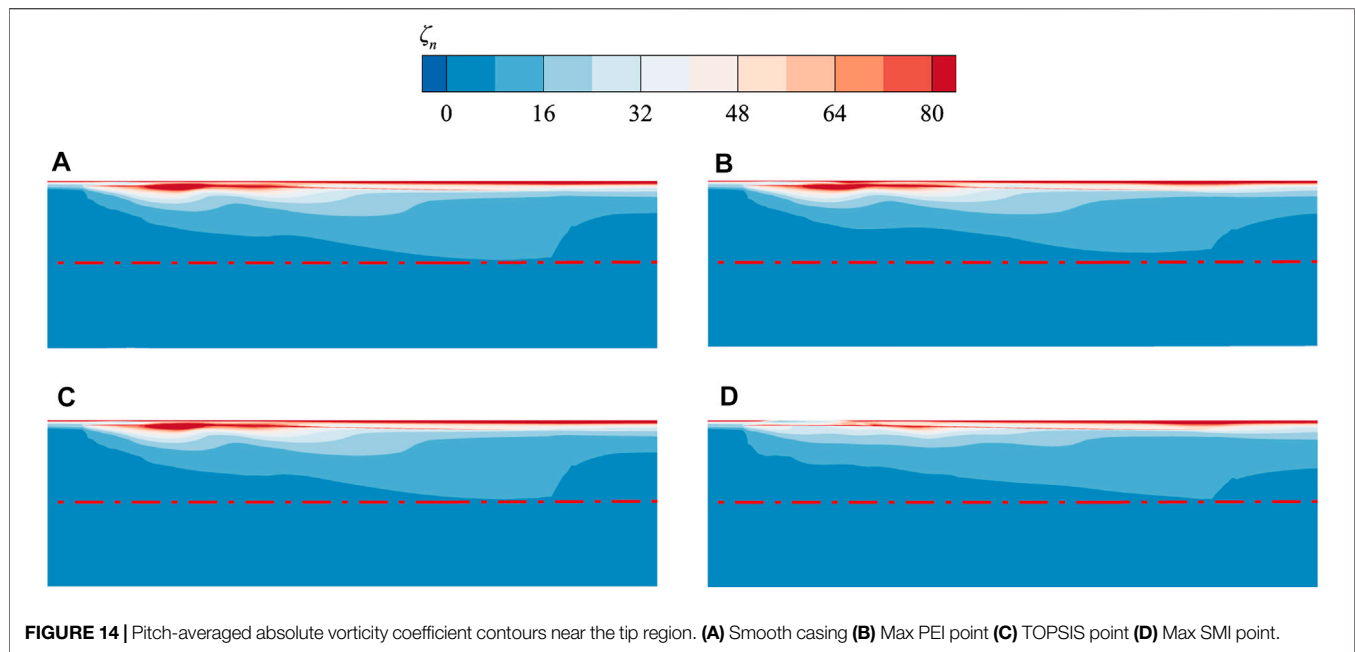 ζn
0 16 32 48 64 80
A
B
C
D
FIGURE 14 | Pitch-averaged absolute vorticity coefficient contours near the tip region. (A) Smooth casing (B) Max PEI point (C) TOPSIS point (D) Max SMI point.